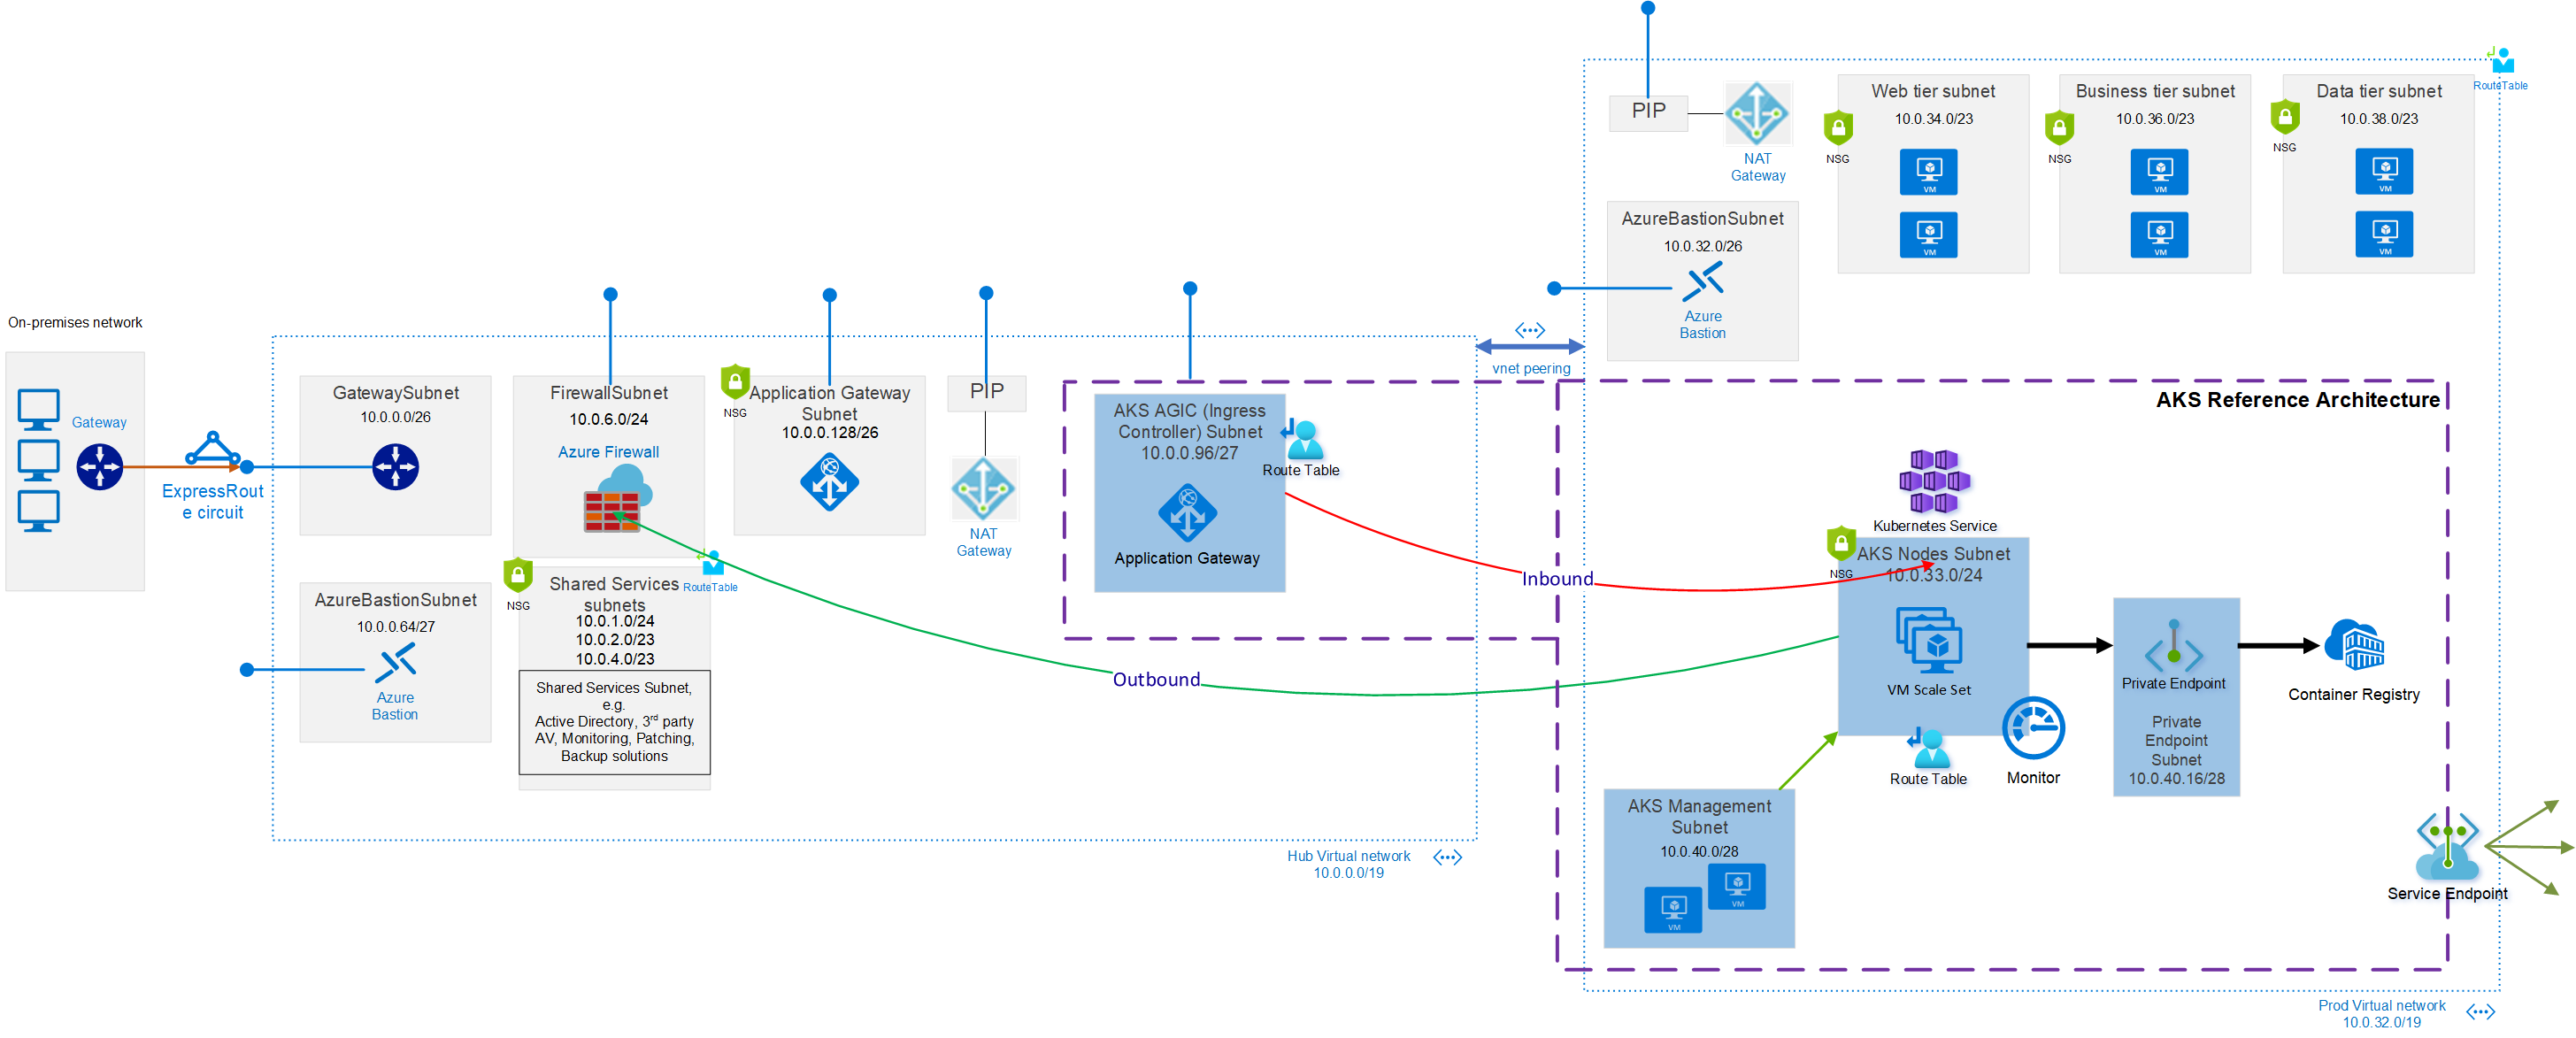 On-premises network
Gateway
ExpressRout
e circuit
GatewaySubnet
10.0.0.0/26
AzureBastionSubnet
10.0.0.64/27
Azure
Bastion
FirewallSubnet
10.0.6.0/24
Azure Firewall
NSG
Shared Services
subnets
10.0.1.0/24
10.0.2.0/23
10.0.4.0/23
RouteTable
Shared Services Subnet,
e.g.
Active Directory, 3rd party
AV, Monitoring, Patching,
Backup solutions
NSG
Application Gateway
Subnet
10.0.0.128/26
PIP
NAT
Gateway
AKS AGIC (Ingress
Controller) Subnet
10.0.0.96/27
Application Gateway
Route Table
Inbound
Outbound
Hub Virtual network
10.0.0.0/19
vnet peering
PIP
NAT
Gateway
AzureBastionSubnet
10.0.32.0/26
Azure
Bastion
NSG
Web tier subnet
10.0.34.0/23
VM
VM
NSG
Business tier subnet
10.0.36.0/23
VM
VM
NSG
Data tier subnet
10.0.38.0/23
VM
VM
RouteTable
AKS Reference Architecture
Kubernetes Service
NSG
AKS Nodes Subnet
10.0.33.0/24
VM Scale Set
Route Table
Monitor
Private Endpoint
Private
Endpoint
Subnet
10.0.40.16/28
Container Registry
AKS Management
Subnet
10.0.40.0/28
VM
VM
Service Endpoint
Prod Virtual network
10.0.32.0/19